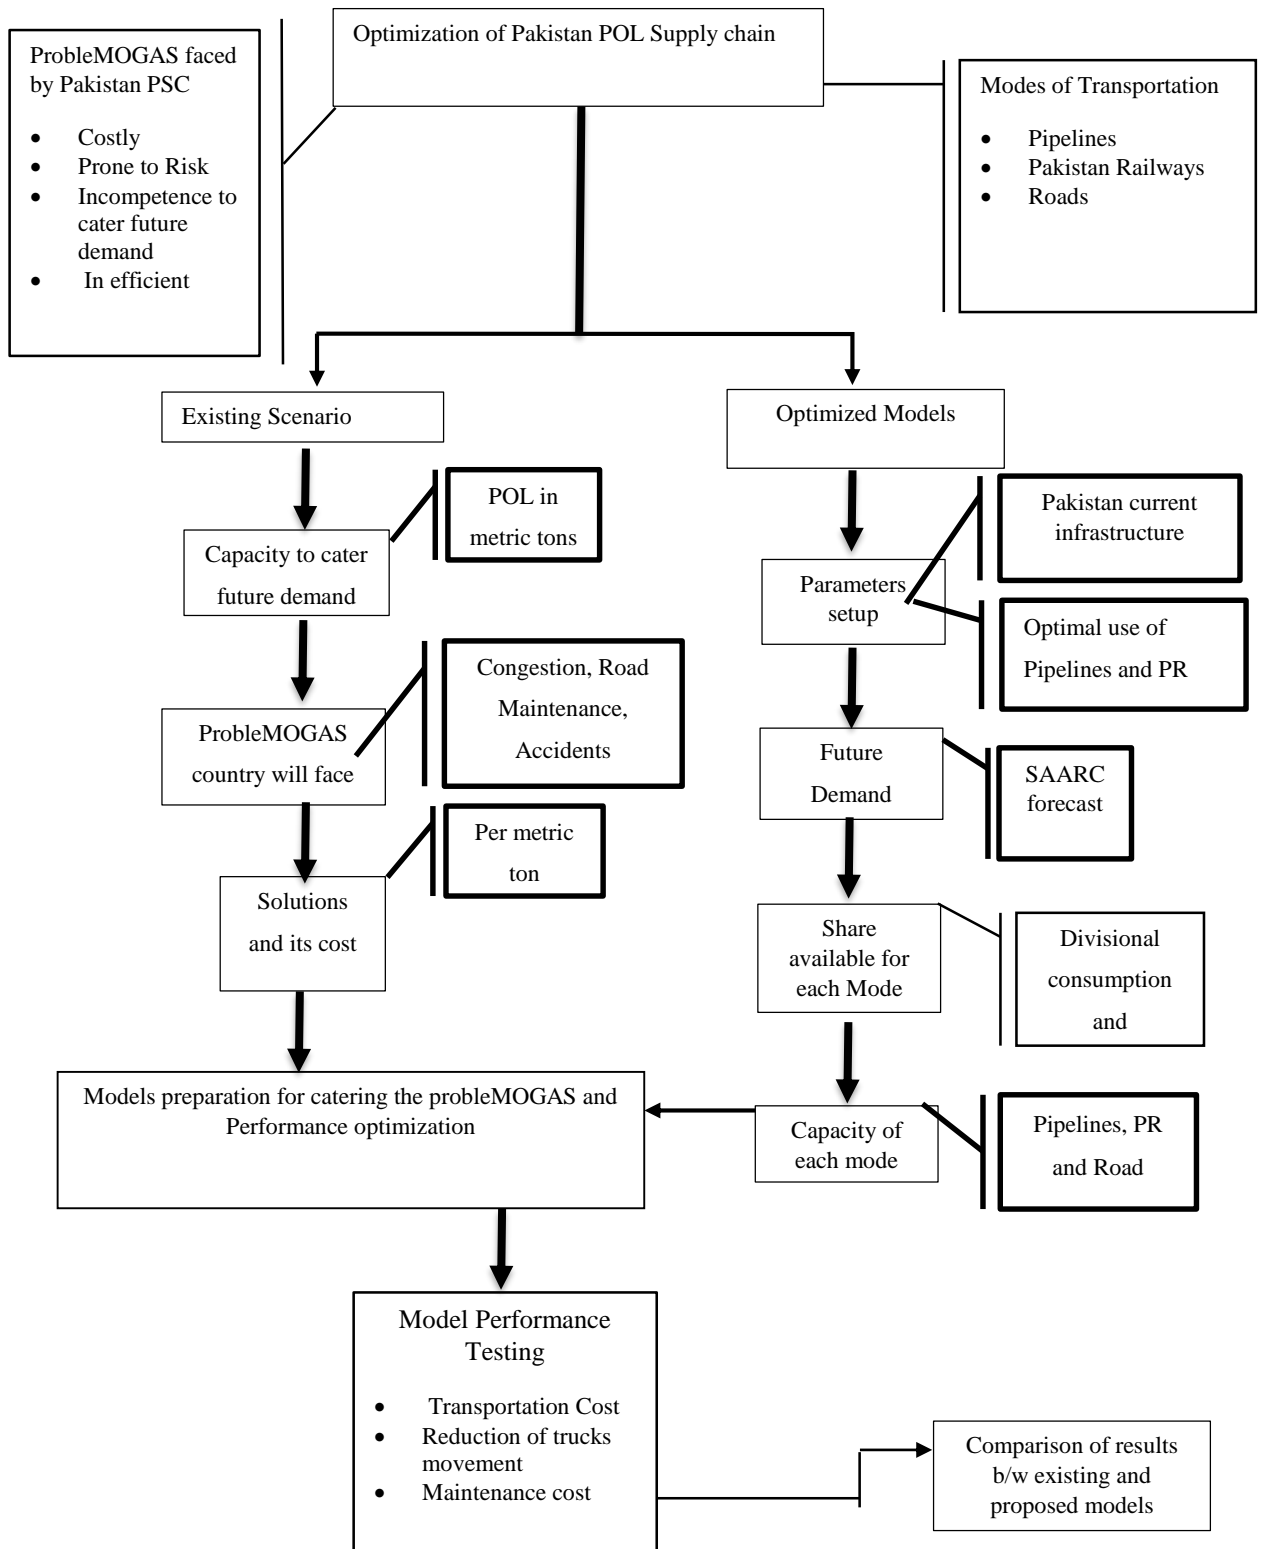 Optimization of Pakistan POL Supply chain
ProbleMOGAS faced
by Pakistan PSC
• Costly
• Prone to Risk
• Incompetence to
cater future
demand
• In efficient
Modes of Transportation
• Pipelines
• Pakistan Railways
• Roads
Existing Scenario
Optimized Models
POL in
metric tons
Capacity to cater
future demand
Pakistan current
infrastructure
Parameters
setup
Optimal use of
Pipelines and PR
Congestion, Road
Maintenance,
Accidents
ProbleMOGAS
country will face
Future
Demand
SAARC
forecast
Per metric
ton
Solutions
and its cost
Share
available for
each Mode
Divisional
consumption
and
Models preparation for catering the probleMOGAS and
Performance optimization
Capacity of
each mode
Pipelines, PR
and Road
Model Performance
Testing
• Transportation Cost
• Reduction of trucks
movement
• Maintenance cost
Comparison of results
b/w existing and
proposed models